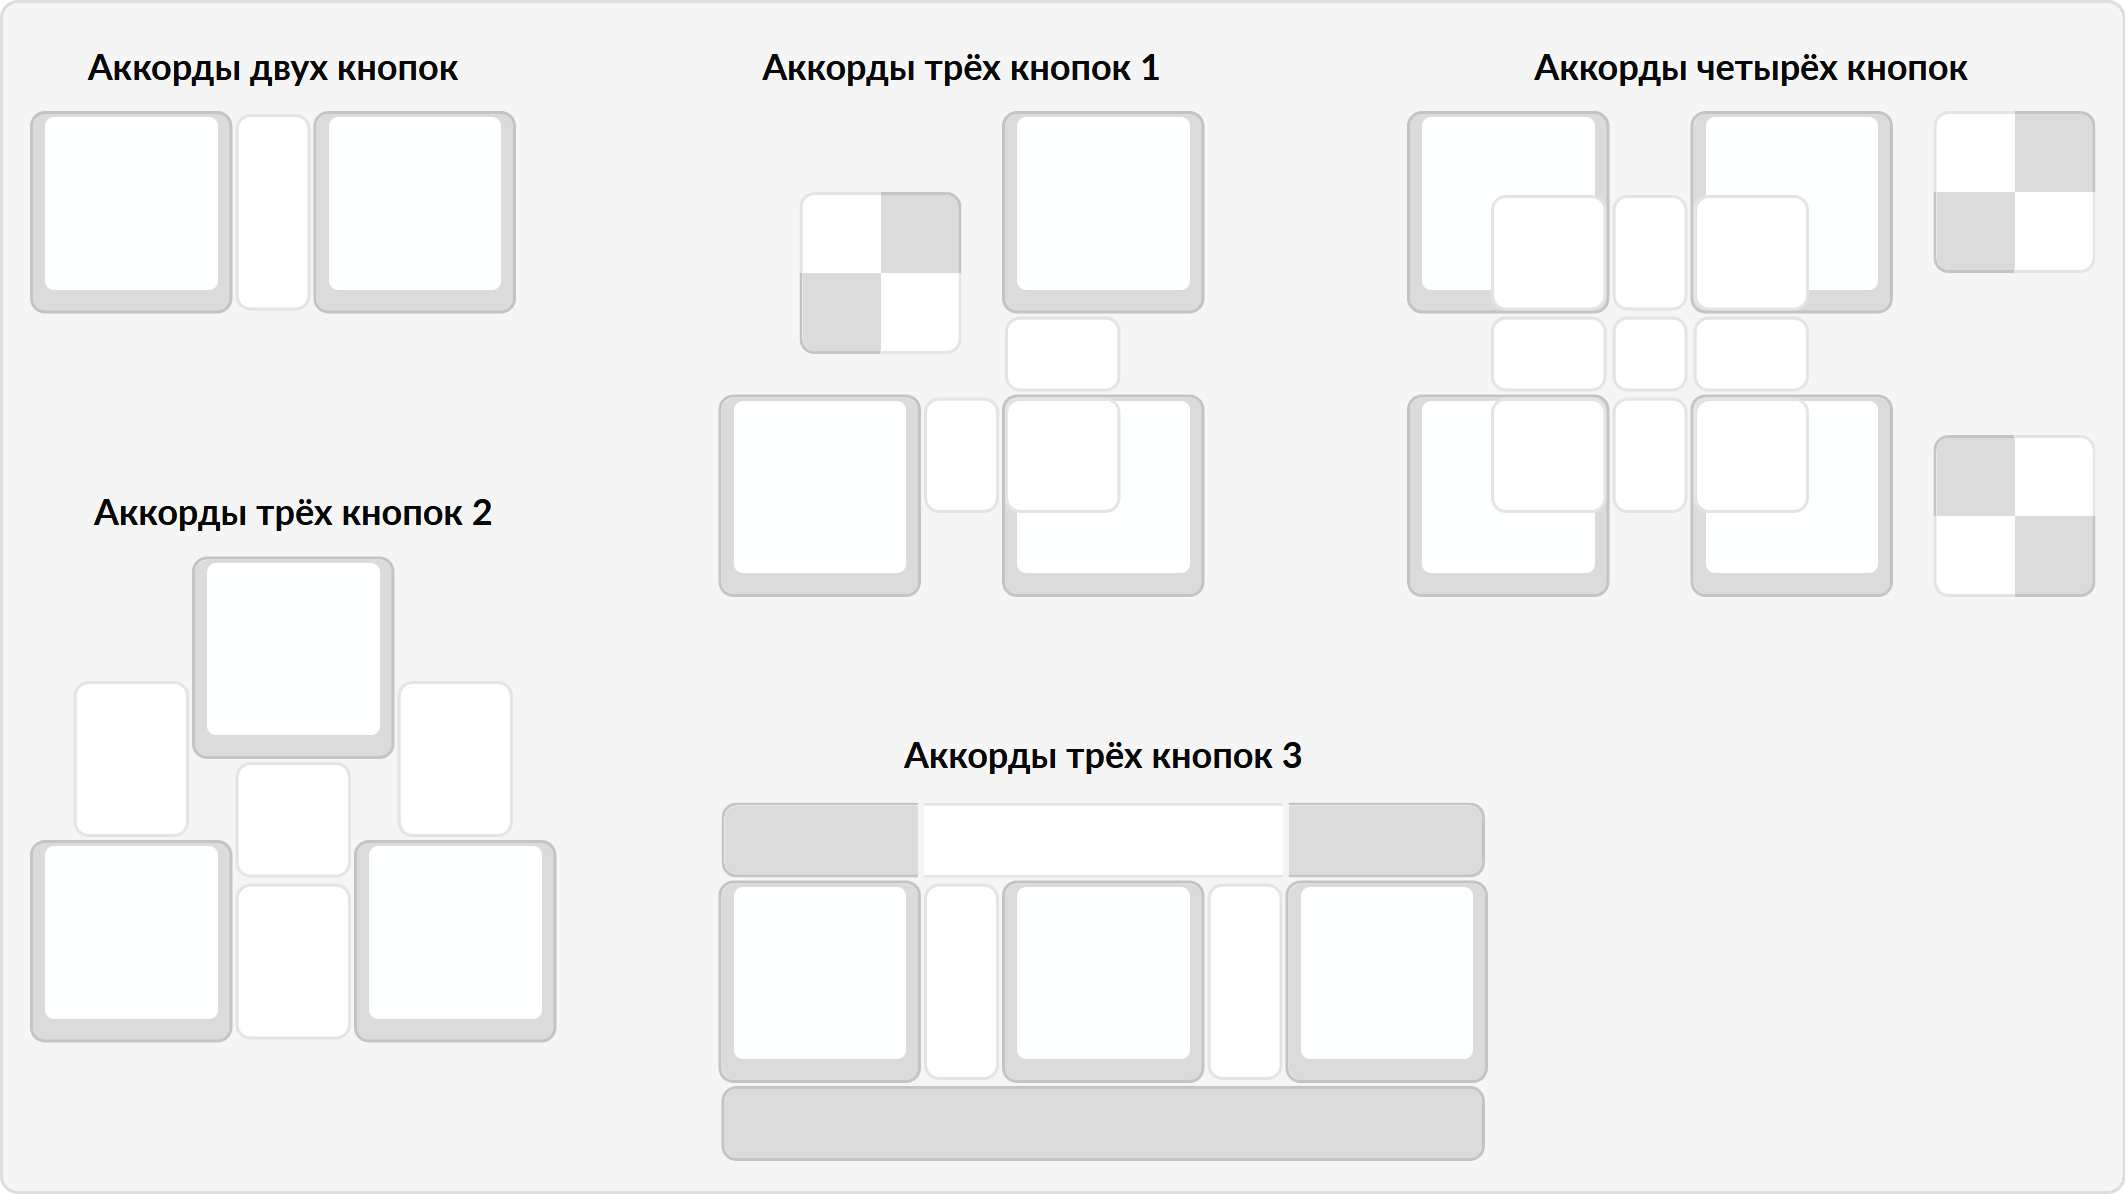 Аккорды двух кнопок
Аккорды трёх кнопок 1
Аккорды четырёх кнопок
Аккорды трёх кнопок 2
Аккорды трёх кнопок 3